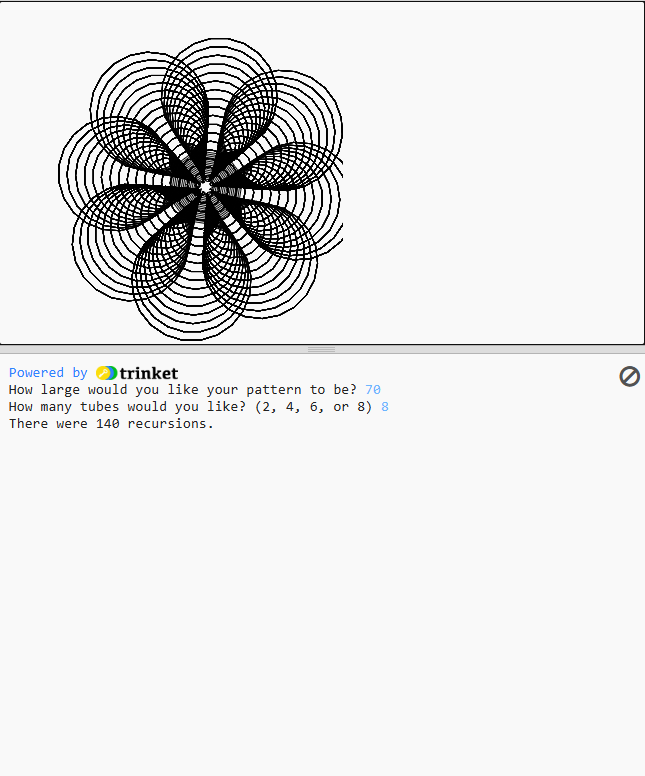 Powered by trinket
How large would you like your pattern to be? 70
How many tubes would you like? (2, 4, 6, or 8) 8
There were 140 recursions.